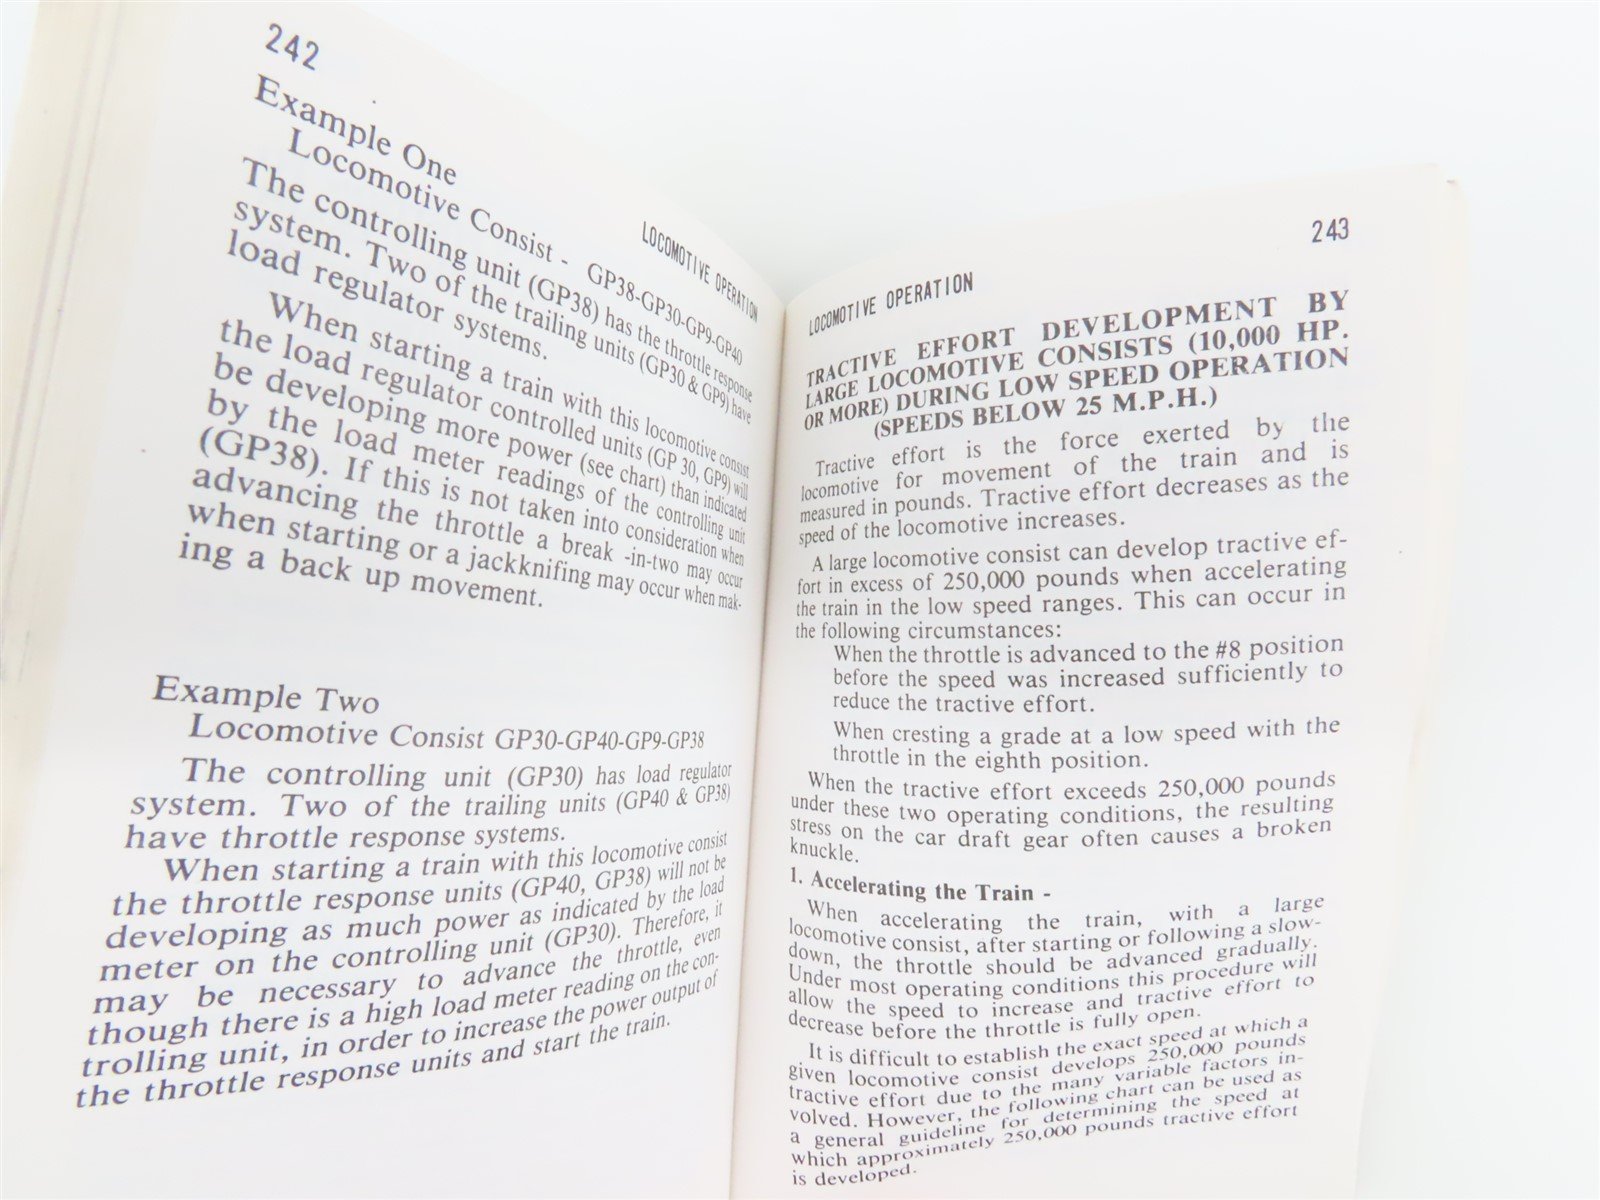 242
LOCOMOTIVE OPERATION
Example One
Locomotive Consist - GP38-GP30-GP9-GP40
The controlling unit (GP38) has the throttle response
system. Two of the trailing units (GP30 & GP9) have
load regulator systems.
When starting a train with this locomotive consist
the load regulator controlled units (GP 30, GP9) will
be developing more power (see chart) than indicated
by the load meter readings of the controlling unit
(GP38). If this is not taken into consideration when
advancing the throttle a break -in-two may occur
when starting or a jackknifing may occur when mak-
ing a back up movement.
Example Two
Locomotive Consist GP30-GP40-GP9-GP38
The controlling unit (GP30) has load regulator
system. Two of the trailing units (GP40 & GP38)
have throttle response systems.
When starting a train with this locomotive consist
the throttle response units (GP40, GP38) will not be
developing as much power as indicated by the load
meter on the controlling unit (GP30). Therefore, it
may be necessary to advance the throttle, even
though there is a high load meter reading on the con-
trolling unit, in order to increase the power output of
the throttle response units and start the train.
LOCOMOTIVE OPERATION
243
TRACTIVE EFFORT DEVELOPMENT BY
LARGE LOCOMOTIVE CONSISTS (10,000 HP.
OR MORE) DURING LOW SPEED OPERATION
(SPEEDS BELOW 25 M.P.H.)
Tractive effort is the force exerted by the
locomotive for movement of the train and is
measured in pounds. Tractive effort decreases as the
speed of the locomotive increases.
A large locomotive consist can develop tractive ef-
fort in excess of 250,000 pounds when accelerating
the train in the low speed ranges. This can occur in
the following circumstances:
When the throttle is advanced to the #8 position
before the speed was increased sufficiently to
reduce the tractive effort.
When cresting a grade at a low speed with the
throttle in the eighth position.
When the tractive effort exceeds 250,000 pounds
under these two operating conditions, the resulting
stress on the car draft gear often causes a broken
knuckle.
1. Accelerating the Train -
When accelerating the train, with a large
locomotive consist, after starting or following a slow-
down, the throttle should be advanced gradually.
Under most operating conditions this procedure will
allow the speed to increase and tractive effort to
decrease before the throttle is fully open.
It is difficult to establish the exact speed at which a
given locomotive consist develops 250,000 pounds
tractive effort due to the many variable factors in-
volved. However, the following chart can be used as
a general guideline for determining the speed at
which approximately 250,000 pounds tractive effort
is developed.